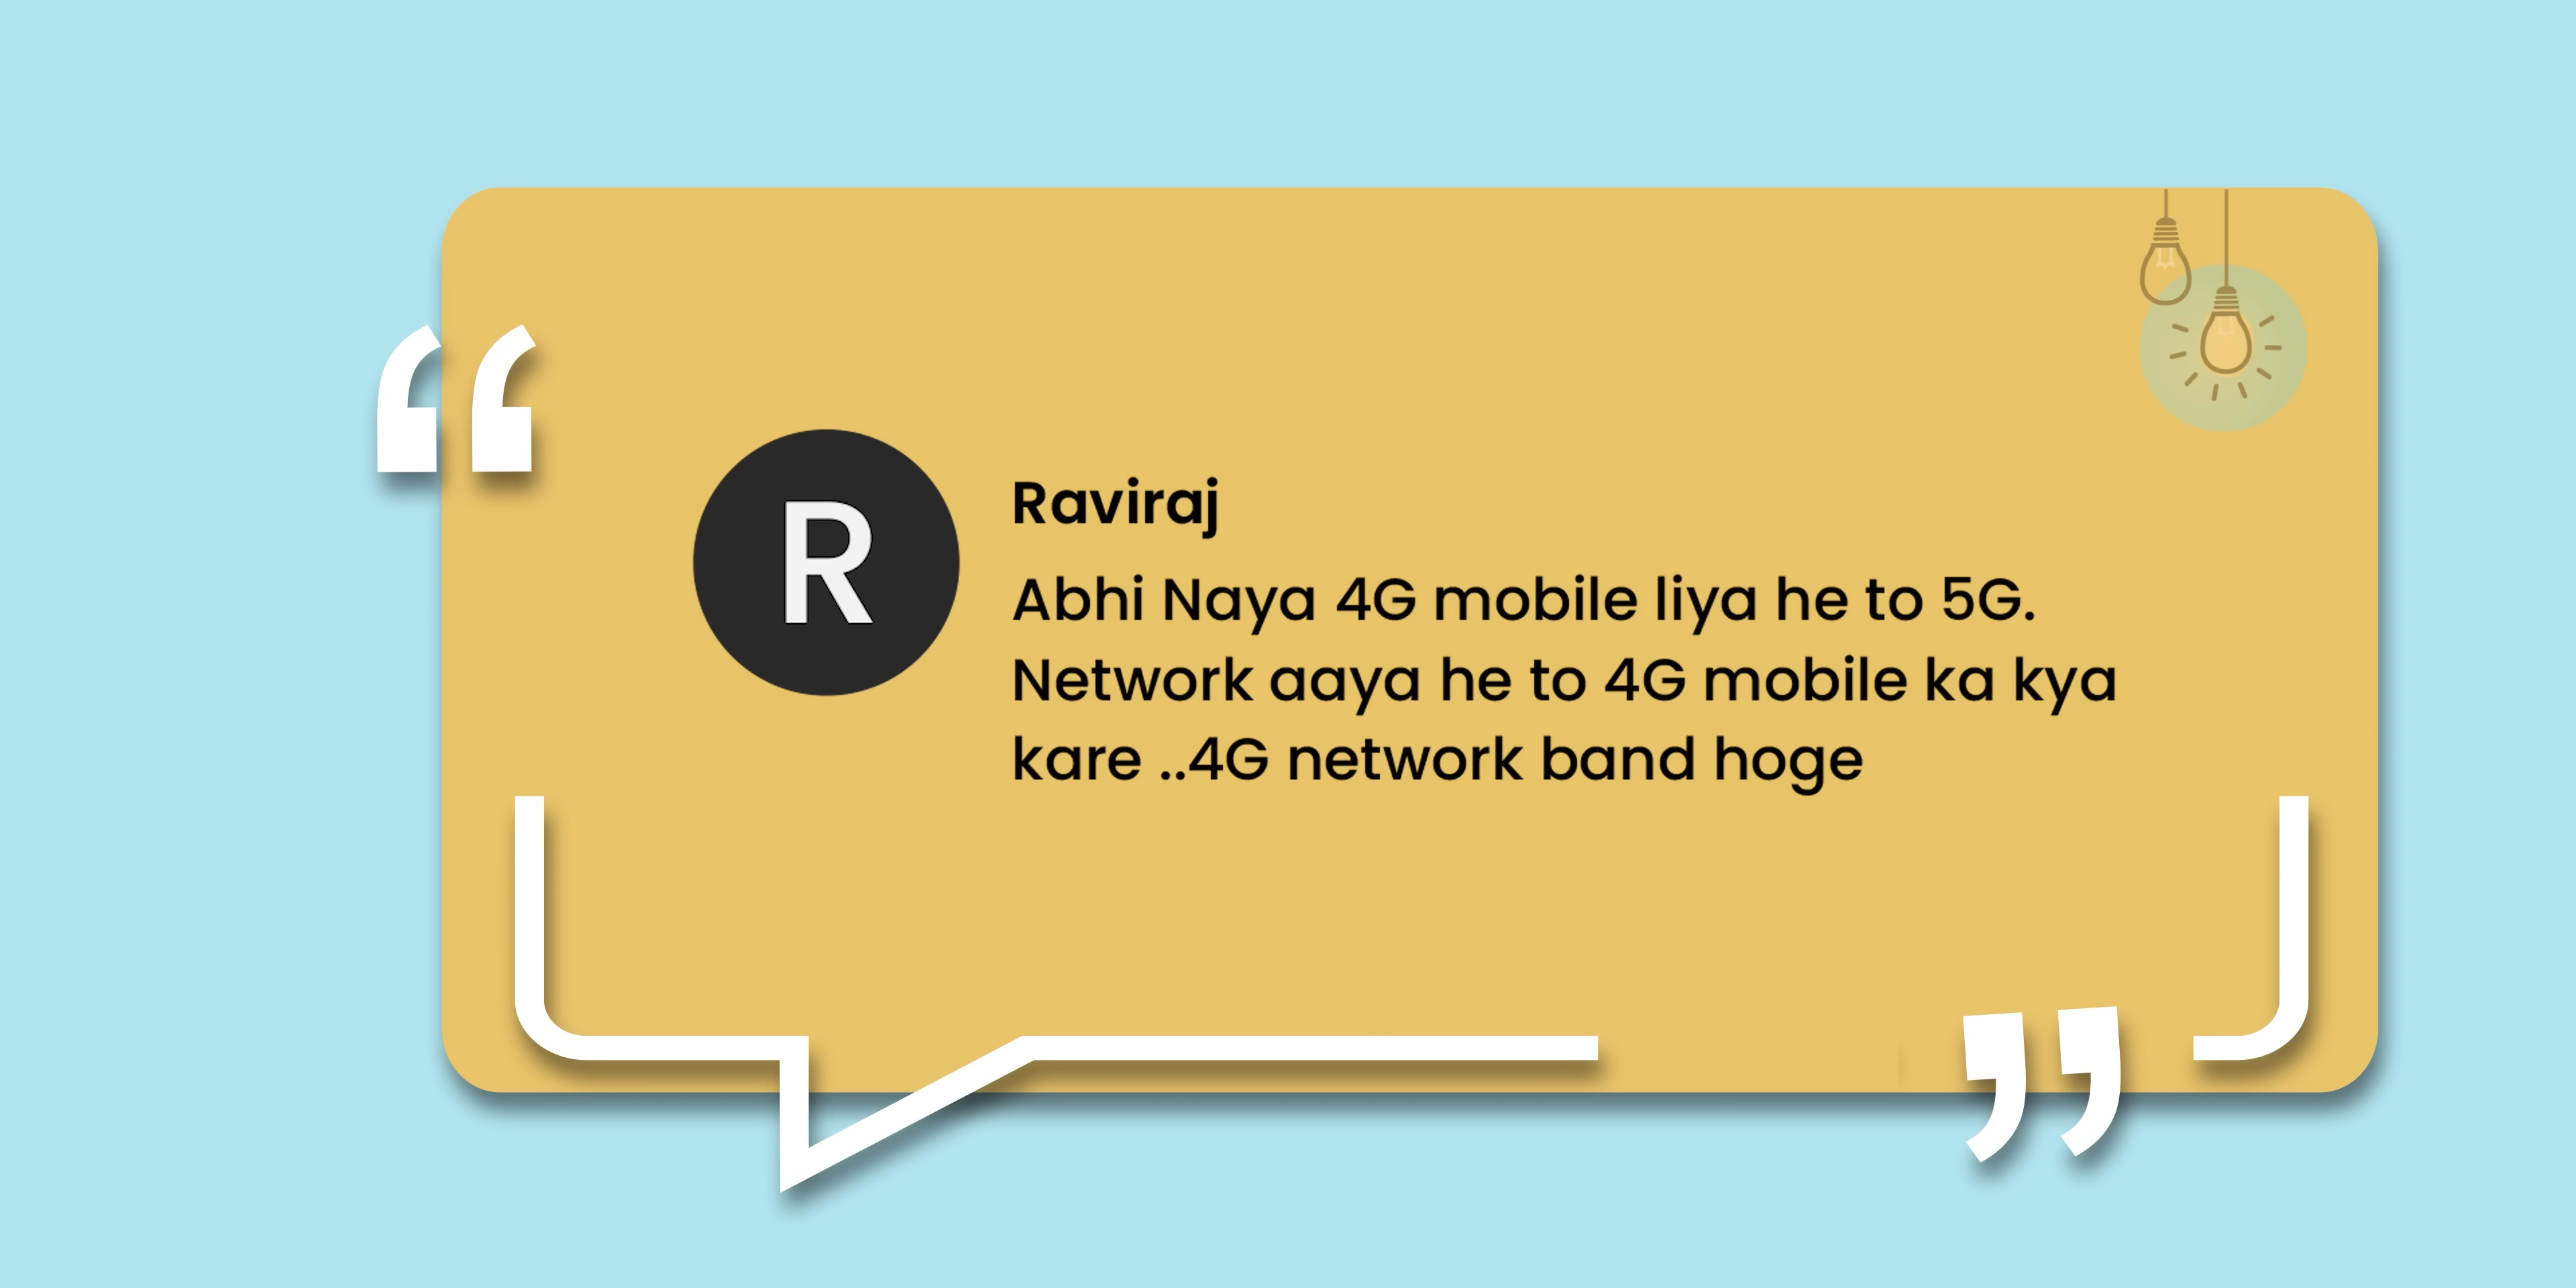 R
Raviraj
Abhi Naya 4G mobile liya he to 5G.
Network aaya he to 4G mobile ka kya
kare ..4G network band hoge